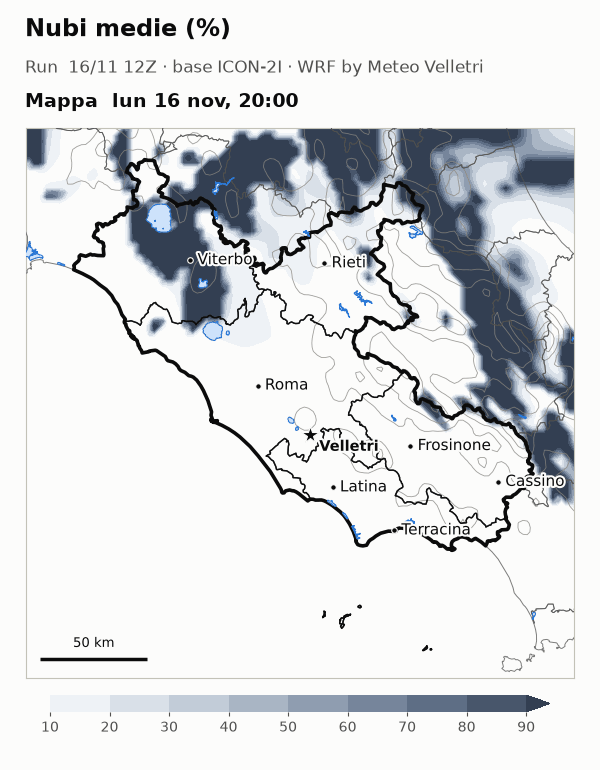 Nubi medie (%)
Run  16/11 12Z · base ICON-2I · WRF by Meteo Velletri
Mappa  lun 16 nov, 20:00
Viterbo
Rieti
Roma
Velletri
Frosinone
Cassino
Latina
Terracina
50 km
10 20 30 40 50 60 70 80 90